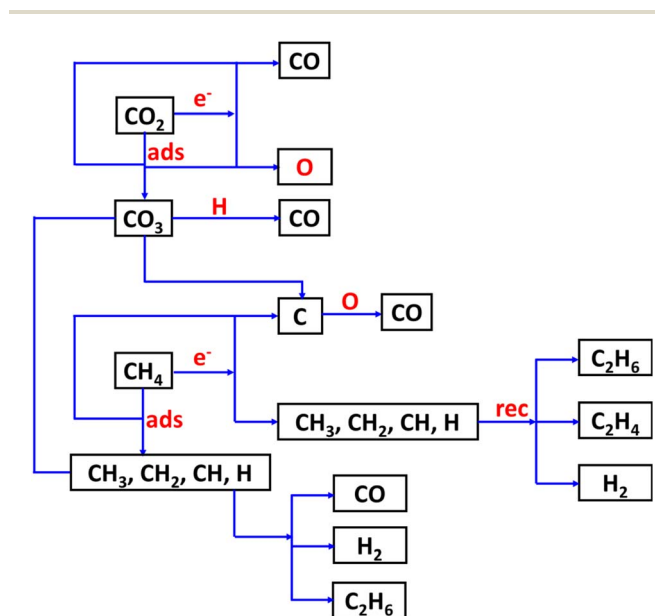 CO
CO₂
e⁻
ads
O
CO₃
H
CO
C
O
CO
CH₄
e⁻
ads
CH₃, CH₂, CH, H
rec
C₂H₆
C₂H₄
H₂
CH₃, CH₂, CH, H
CO
H₂
C₂H₆